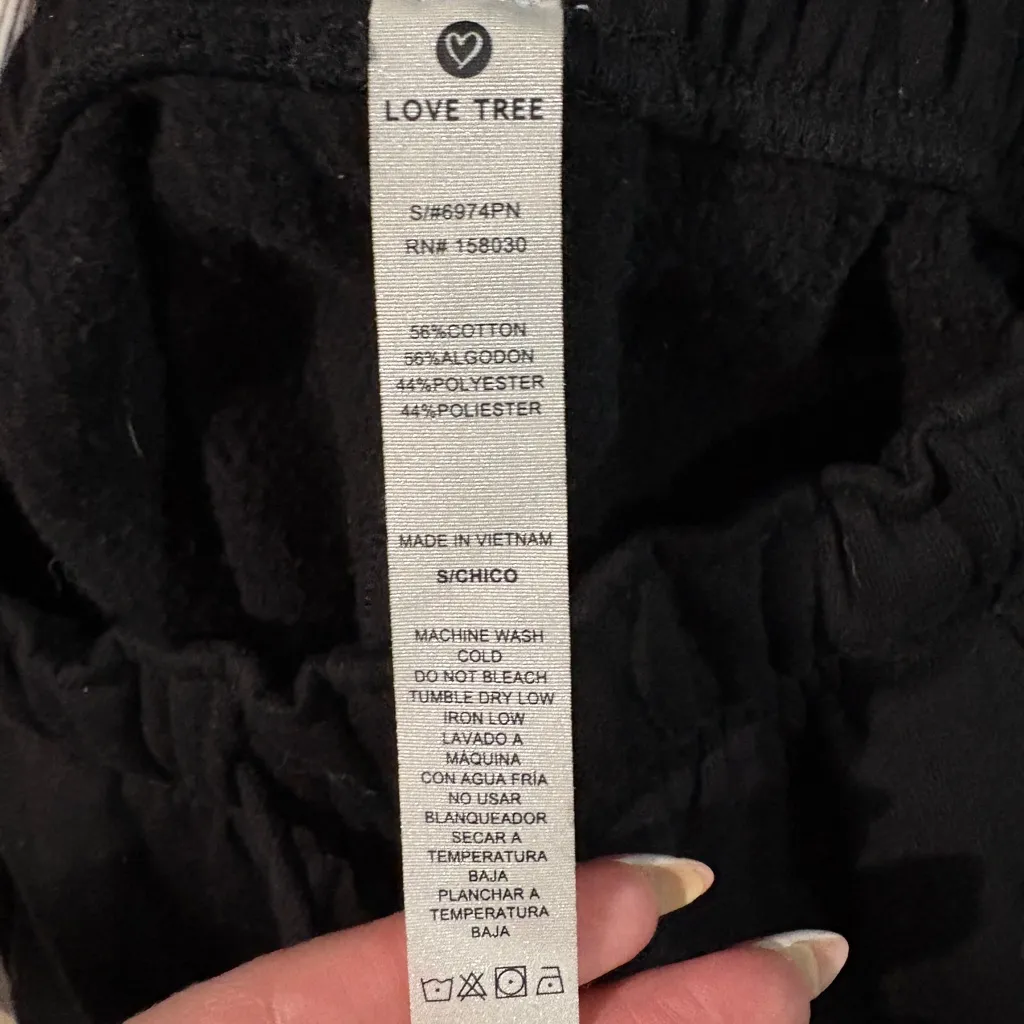 LOVE TREE
S/#6974PN
RN# 158030
56%COTTON
56%ALGODON
44%POLYESTER
44%POLIESTER
MADE IN VIETNAM
S/CHICO
MACHINE WASH
COLD
DO NOT BLEACH
TUMBLE DRY LOW
IRON LOW
LAVADO A
MÁQUINA
CON AGUA FRÍA
NO USAR
BLANQUEADOR
SECAR A
TEMPERATURA
BAJA
PLANCHAR A
TEMPERATURA
BAJA